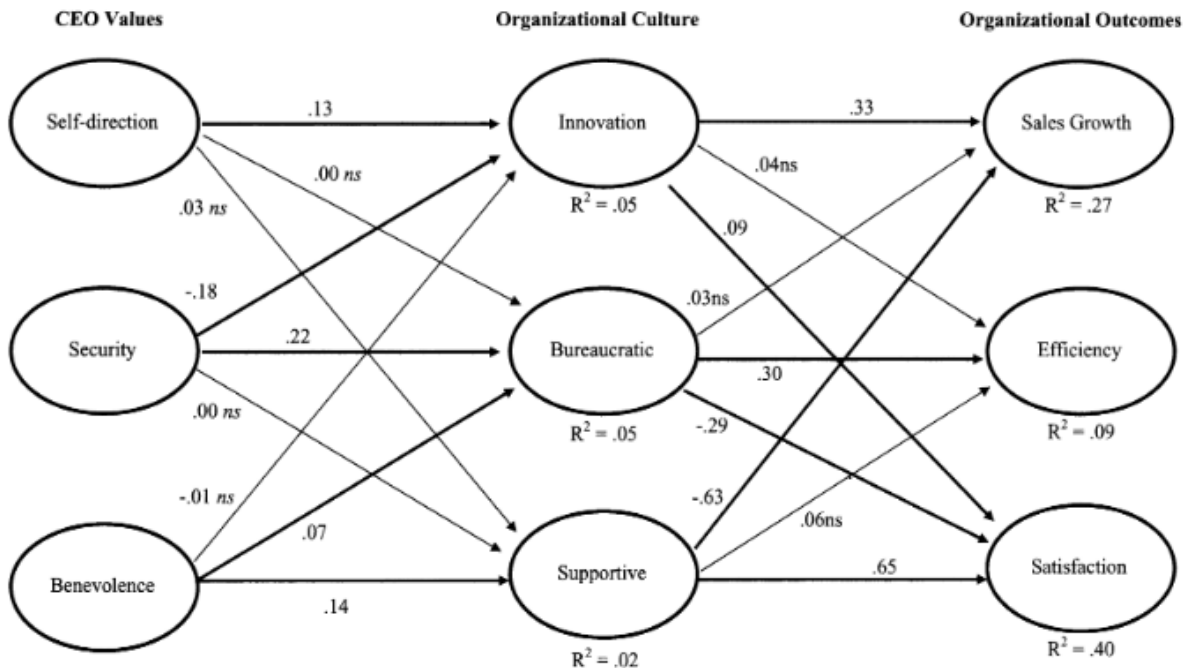 CEO Values
Organizational Culture
Organizational Outcomes
Self-direction
.13
Innovation
.33
Sales Growth
.00 ns
.04ns
.03 ns
R² = .05
R² = .27
.09
-.18
.03ns
Security
.22
Bureaucratic
.30
Efficiency
.00 ns
R² = .05
-.29
R² = .09
-.01 ns
-.63
.07
.06ns
Benevolence
.14
Supportive
.65
Satisfaction
R² = .02
R² = .40